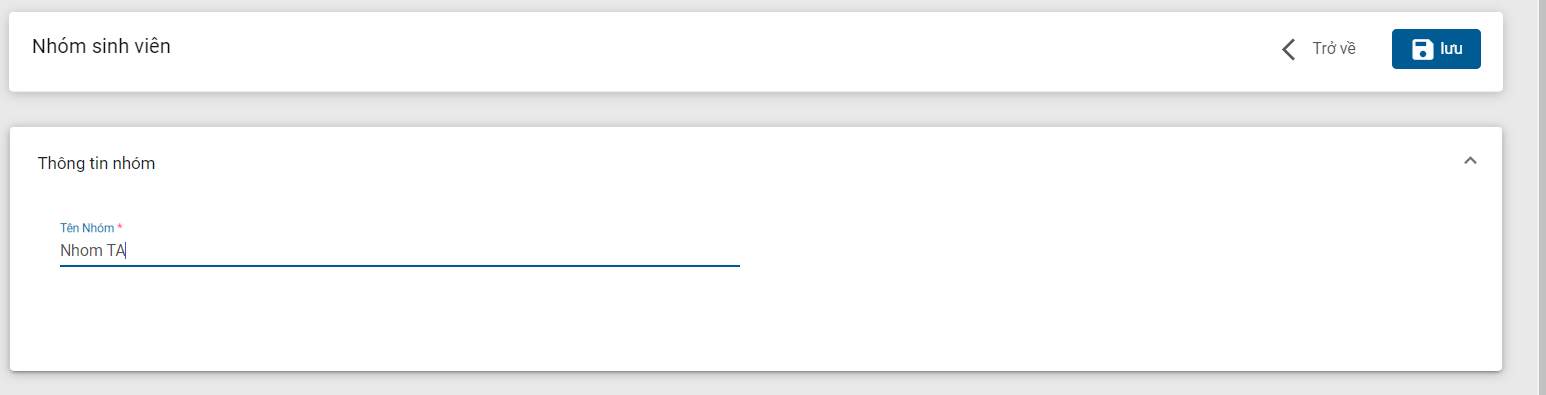 Nhóm sinh viên
Trở về
lưu
Thông tin nhóm
Tên Nhóm *
Nhom TA